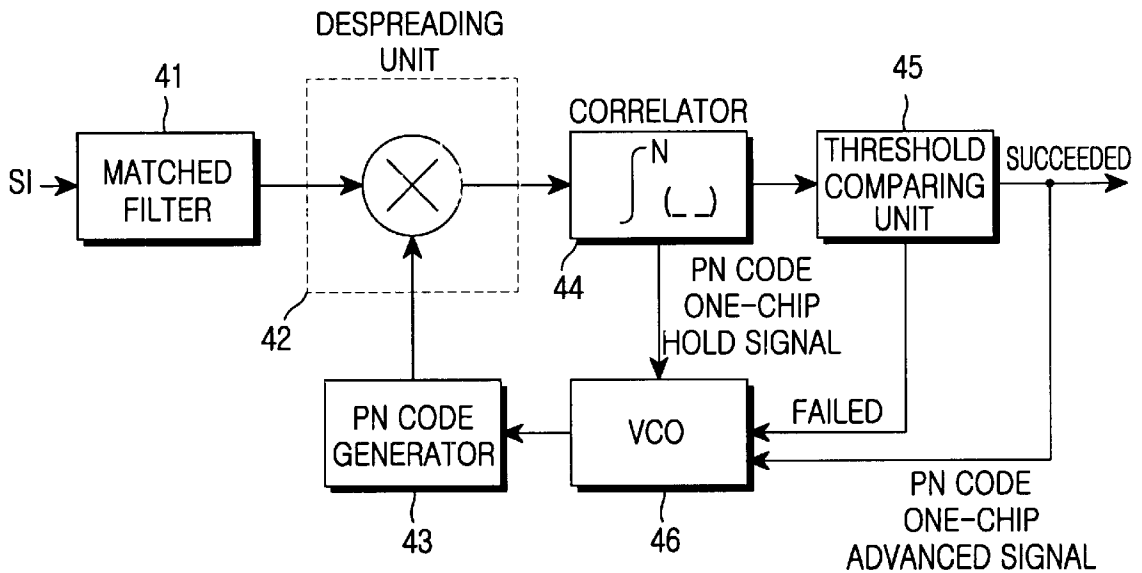 DESPREADING
UNIT
41
45
CORRELATOR
SI
MATCHED
FILTER
N
(_ _)
THRESHOLD
COMPARING
UNIT
SUCCEEDED
42
44
PN CODE
ONE-CHIP
HOLD SIGNAL
PN CODE
GENERATOR
VCO
FAILED
43
46
PN CODE
ONE-CHIP
ADVANCED SIGNAL